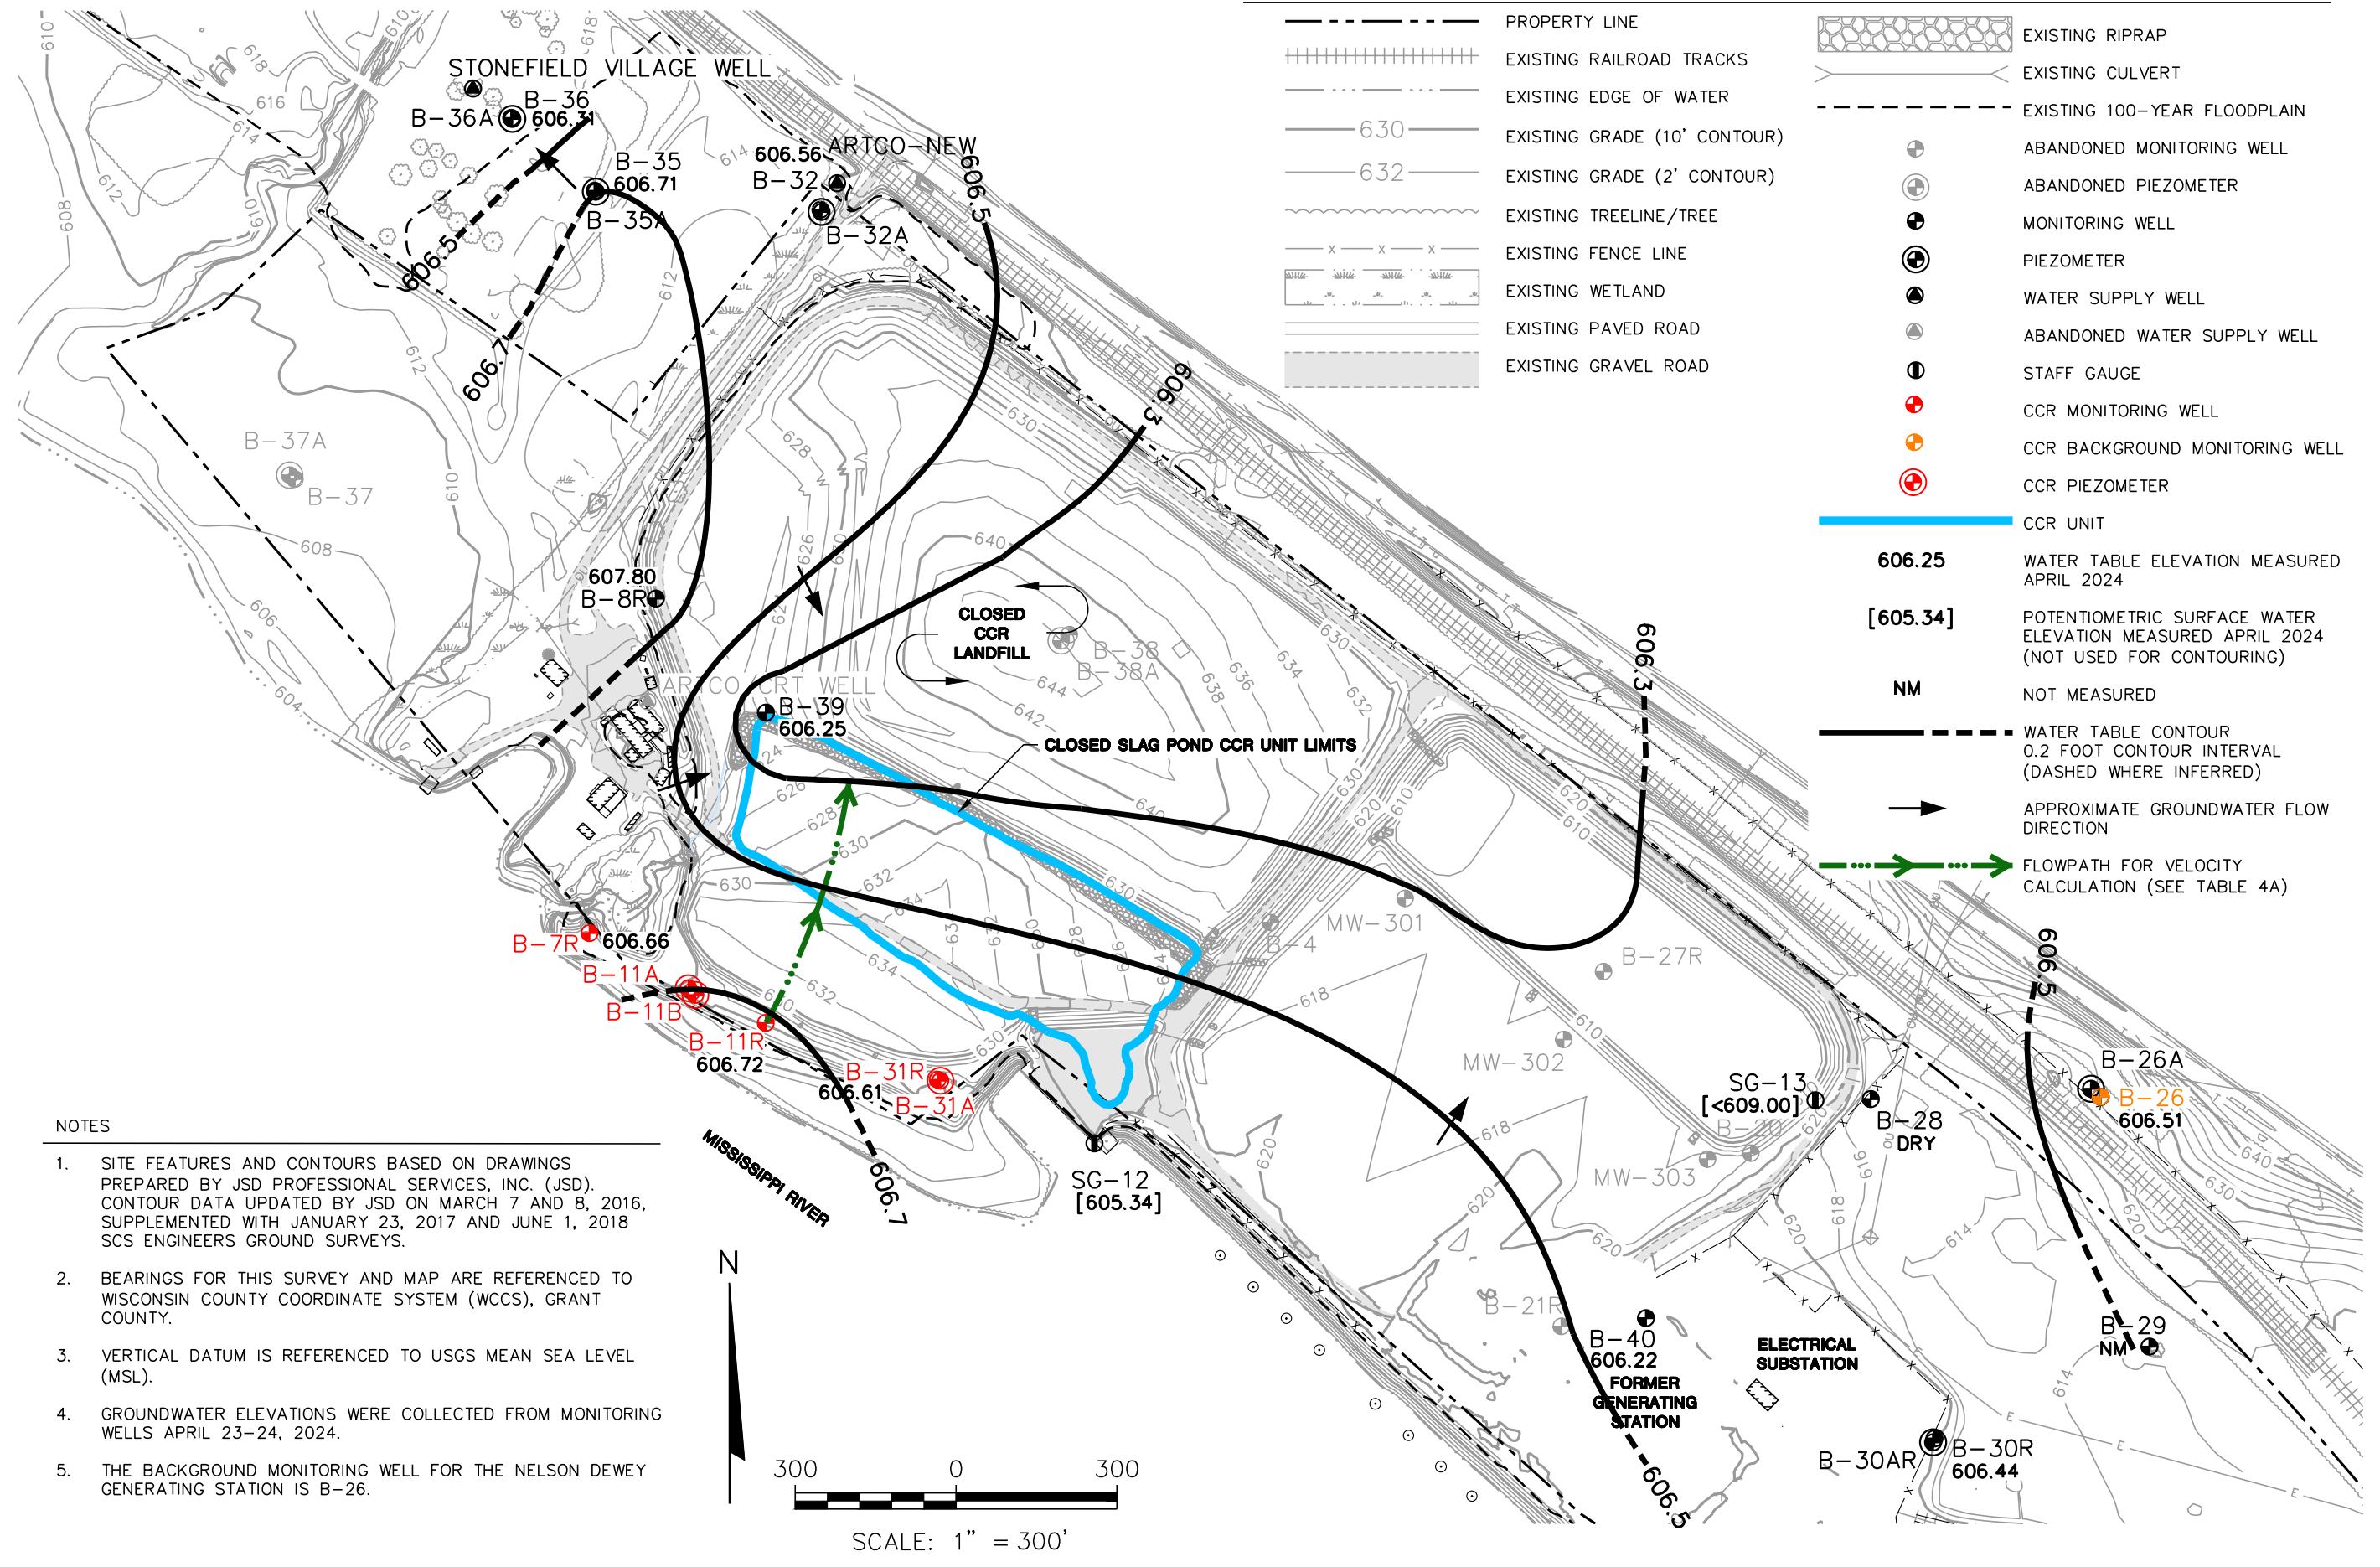 PROPERTY LINE
EXISTING RAILROAD TRACKS
EXISTING EDGE OF WATER
630
EXISTING GRADE (10' CONTOUR)
632
EXISTING GRADE (2' CONTOUR)
EXISTING TREELINE/TREE
EXISTING FENCE LINE
EXISTING WETLAND
EXISTING PAVED ROAD
EXISTING GRAVEL ROAD
EXISTING RIPRAP
EXISTING CULVERT
EXISTING 100-YEAR FLOODPLAIN
ABANDONED MONITORING WELL
ABANDONED PIEZOMETER
MONITORING WELL
PIEZOMETER
WATER SUPPLY WELL
ABANDONED WATER SUPPLY WELL
STAFF GAUGE
CCR MONITORING WELL
CCR BACKGROUND MONITORING WELL
CCR PIEZOMETER
CCR UNIT
606.25
WATER TABLE ELEVATION MEASURED
APRIL 2024
[605.34]
POTENTIOMETRIC SURFACE WATER
ELEVATION MEASURED APRIL 2024
(NOT USED FOR CONTOURING)
NM
NOT MEASURED
WATER TABLE CONTOUR
0.2 FOOT CONTOUR INTERVAL
(DASHED WHERE INFERRED)
APPROXIMATE GROUNDWATER FLOW
DIRECTION
FLOWPATH FOR VELOCITY
CALCULATION (SEE TABLE 4A)
STONEFIELD VILLAGE WELL
B-36
B-36A
606.31
B-35
606.71
B-35A
606.56
ARTCO-NEW
B-32
B-32A
606.5
606.5
606.7
606.3
606.3
606.5
B-37A
B-37
607.80
B-8R
CLOSED
CCR
LANDFILL
B-38
B-38A
ARTCO CRT WELL
B-39
606.25
CLOSED SLAG POND CCR UNIT LIMITS
B-7R
606.66
B-11A
B-11B
B-11R
606.72
B-31R
606.61
B-31A
606.7
MISSISSIPPI RIVER
SG-12
[605.34]
MW-301
B-4
B-27R
MW-302
MW-303
B-20
SG-13
[<609.00]
B-28
DRY
B-26A
B-26
606.51
B-29
NM
B-21R
B-40
606.22
FORMER
GENERATING
STATION
606.5
ELECTRICAL
SUBSTATION
B-30AR
B-30R
606.44
NOTES
1. SITE FEATURES AND CONTOURS BASED ON DRAWINGS
PREPARED BY JSD PROFESSIONAL SERVICES, INC. (JSD).
CONTOUR DATA UPDATED BY JSD ON MARCH 7 AND 8, 2016,
SUPPLEMENTED WITH JANUARY 23, 2017 AND JUNE 1, 2018
SCS ENGINEERS GROUND SURVEYS.
2. BEARINGS FOR THIS SURVEY AND MAP ARE REFERENCED TO
WISCONSIN COUNTY COORDINATE SYSTEM (WCCS), GRANT
COUNTY.
3. VERTICAL DATUM IS REFERENCED TO USGS MEAN SEA LEVEL
(MSL).
4. GROUNDWATER ELEVATIONS WERE COLLECTED FROM MONITORING
WELLS APRIL 23-24, 2024.
5. THE BACKGROUND MONITORING WELL FOR THE NELSON DEWEY
GENERATING STATION IS B-26.
N
300 0 300
SCALE: 1" = 300'